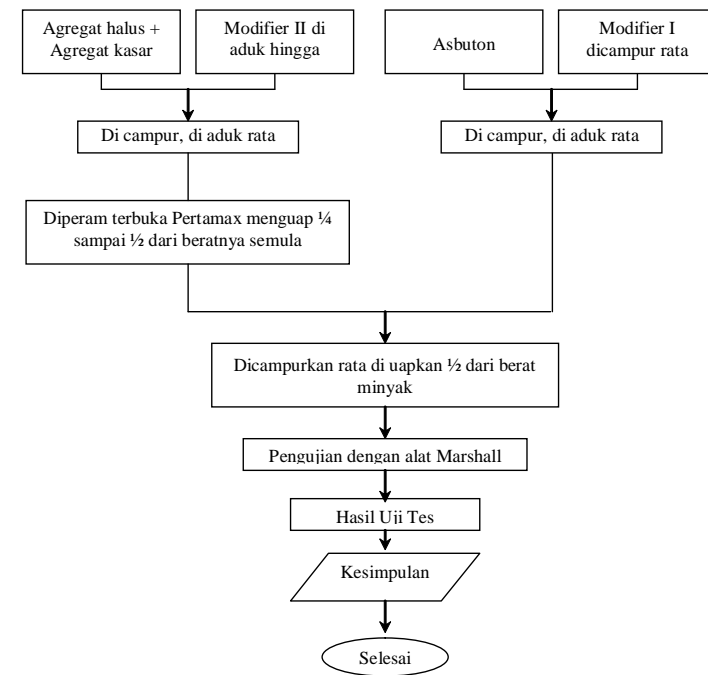 Agregat halus +
Agregat kasar
Modifier II di
aduk hingga
Asbuton
Modifier I
dicampur rata
Di campur, di aduk rata
Di campur, di aduk rata
Diperam terbuka Pertamax menguap ¼
sampai ½ dari beratnya semula
Dicampurkan rata di uapkan ½ dari berat
minyak
Pengujian dengan alat Marshall
Hasil Uji Tes
Kesimpulan
Selesai